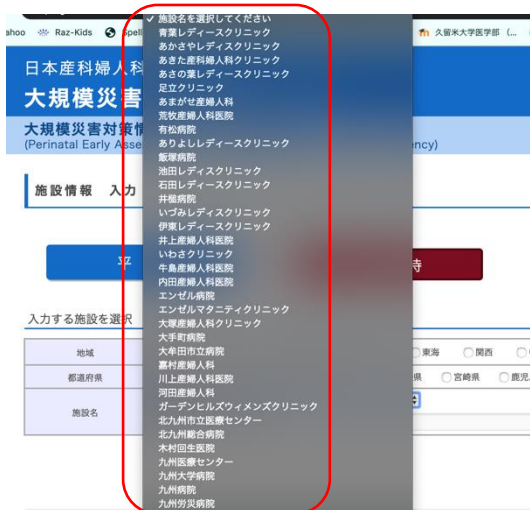 施設名を選択してください
ahoo
Raz-Kids
Spell
久留米大学医学部 (...
青葉レディースクリニック
あかさやレディスクリニック
あきた産科婦人科クリニック
あさの葉レディースクリニック
足立クリニック
あまがせ産婦人科
荒牧産婦人科医院
有松病院
ありよしレディースクリニック
飯塚病院
池田レディスクリニック
石田レディースクリニック
井槌病院
いづみレディスクリニック
伊東レディースクリニック
井上産婦人科医院
いわさクリニック
牛島産婦人科医院
内田産婦人科医院
エンゼル病院
エンゼルマタニティクリニック
大塚産婦人科クリニック
大手町病院
大牟田市立病院
嘉村産婦人科
川上産婦人科医院
河田産婦人科
ガーデンヒルズウィメンズクリニック
北九州市立医療センター
北九州総合病院
木村回生医院
九州医療センター
九州大学病院
九州病院
九州労災病院
日本産科婦人科
大規模災害
大規模災害対策情
(Perinatal Early Asse
ency)
施設情報 入力
平
時
入力する施設を選択
地域
東海
関西
都道府県
県
宮崎県
鹿児
施設名